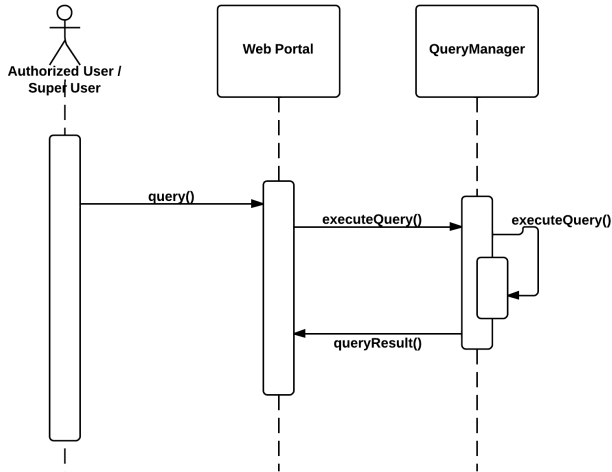 Authorized User /
Super User
Web Portal
QueryManager
query()
executeQuery()
executeQuery()
queryResult()